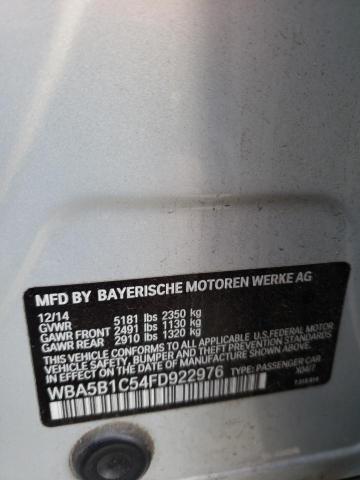 MFD BY BAYERISCHE MOTOREN WERKE AG
12/14
GVWR 5181 lbs 2350 kg
GAWR FRONT 2491 lbs 1130 kg
GAWR REAR 2910 lbs 1320 kg
THIS VEHICLE CONFORMS TO ALL APPLICABLE FEDERAL MOTOR
VEHICLE SAFETY, BUMPER AND THEFT PREVENTION STANDARDS IN
EFFECT ON THE DATE OF MANUFACTURE SHOWN ABOVE
WBA5B1C54FD922976 TYPE: PASSENGER CAR
X04/7